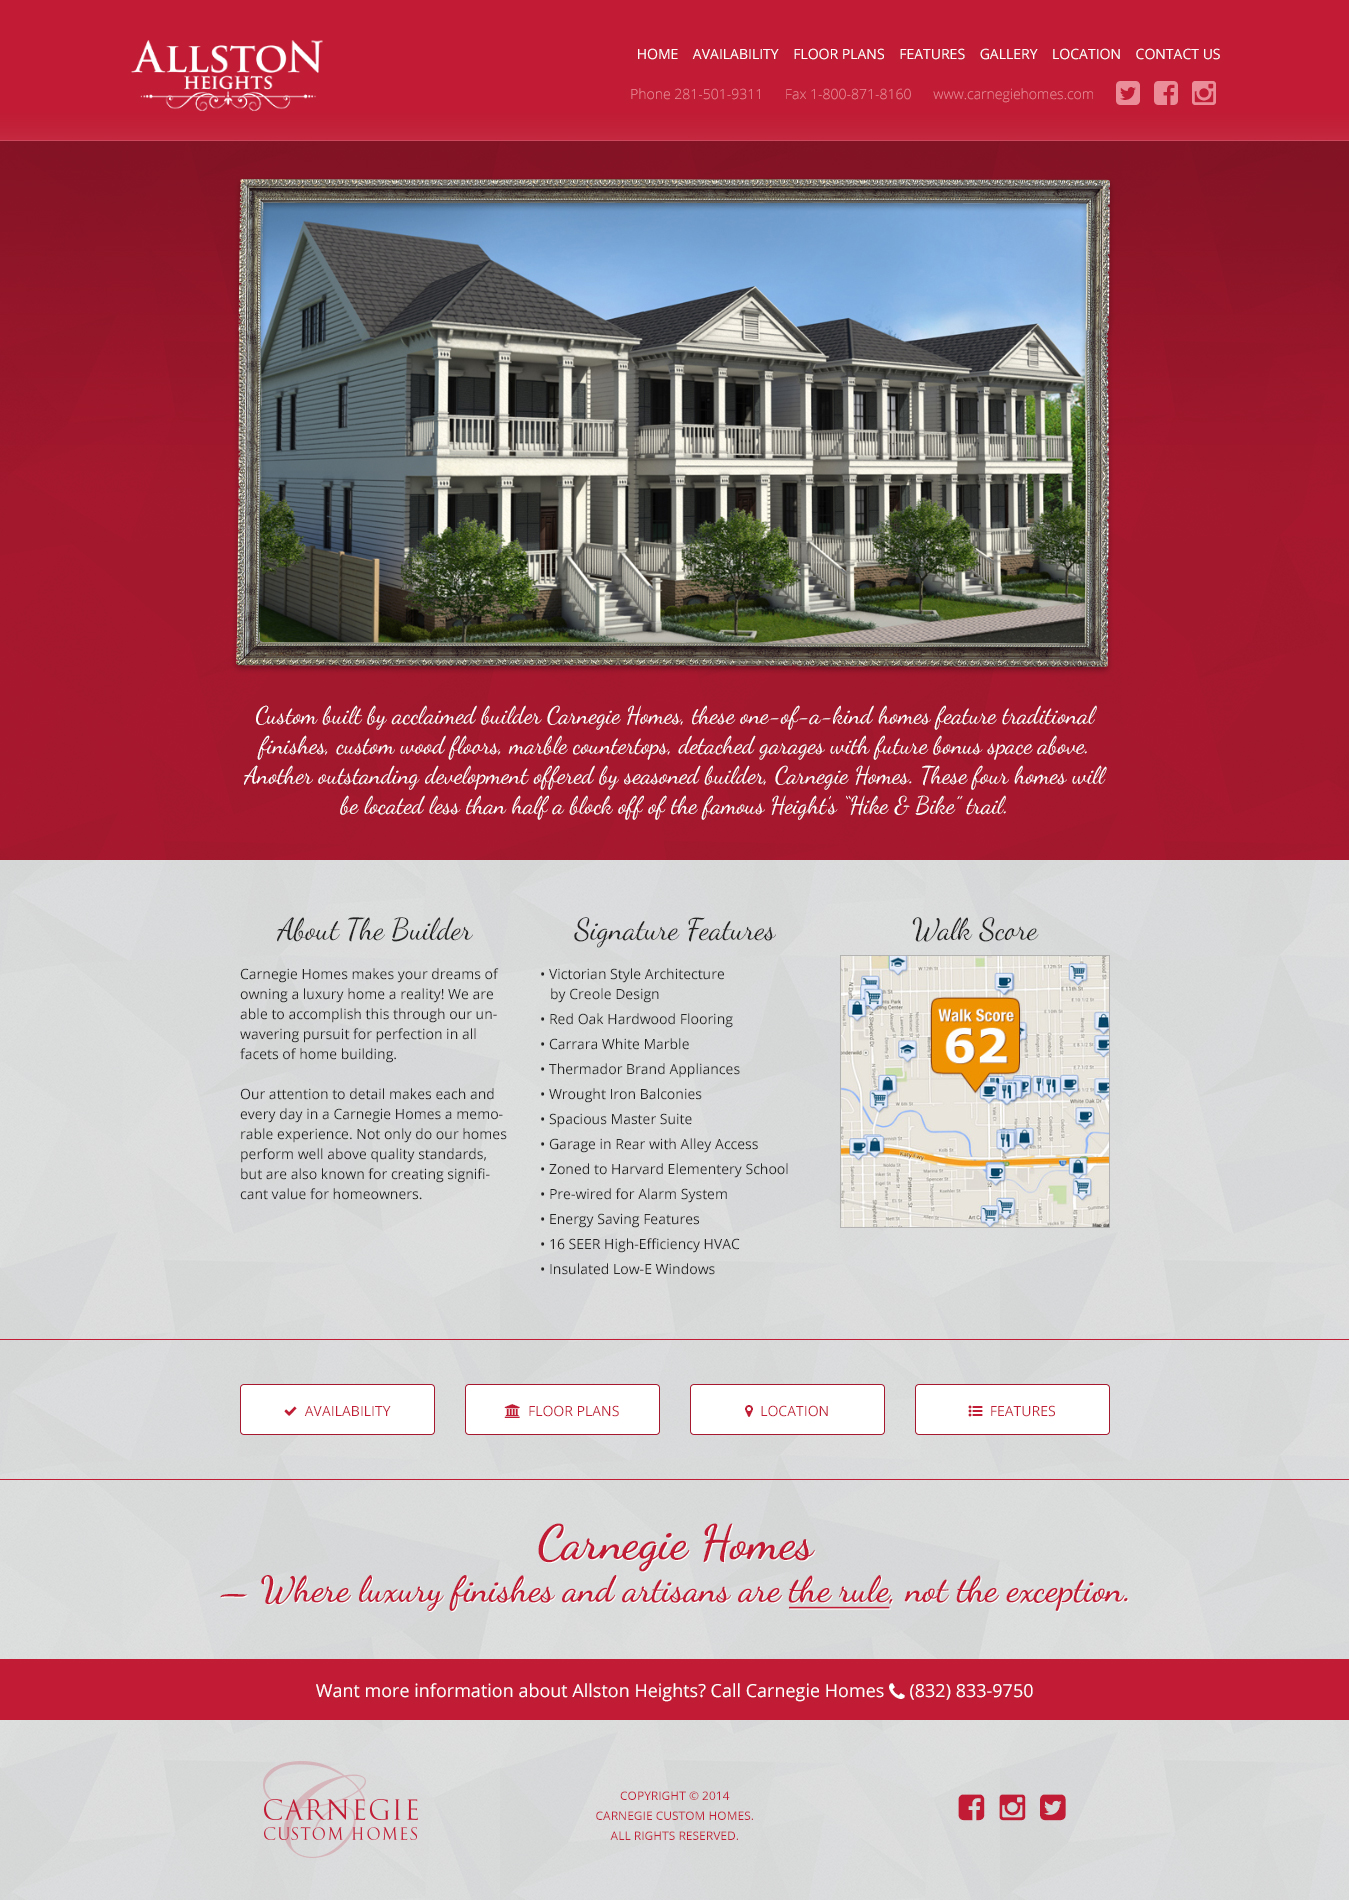 ALLSTON
HEIGHTS
HOME AVAILABILITY FLOOR PLANS FEATURES GALLERY LOCATION CONTACT US
Phone 281-501-9311 Fax 1-800-871-8160 www.carnegiehomes.com
Custom built by acclaimed builder Carnegie Homes, these one-of-a-kind homes feature traditional
finishes, custom wood floors, marble countertops, detached garages with future bonus space above.
Another outstanding development offered by seasoned builder, Carnegie Homes. These four homes will
be located less than half a block off of the famous Height's “Hike & Bike” trail.
About The Builder
Carnegie Homes makes your dreams of
owning a luxury home a reality! We are
able to accomplish this through our un-
wavering pursuit for perfection in all
facets of home building.
Our attention to detail makes each and
every day in a Carnegie Homes a memo-
rable experience. Not only do our homes
perform well above quality standards,
but are also known for creating signifi-
cant value for homeowners.
Signature Features
• Victorian Style Architecture
by Creole Design
• Red Oak Hardwood Flooring
• Carrara White Marble
• Thermador Brand Appliances
• Wrought Iron Balconies
• Spacious Master Suite
• Garage in Rear with Alley Access
• Zoned to Harvard Elementery School
• Pre-wired for Alarm System
• Energy Saving Features
• 16 SEER High-Efficiency HVAC
• Insulated Low-E Windows
Walk Score
Walk Score
62
White Oak Dr
AVAILABILITY
FLOOR PLANS
LOCATION
FEATURES
Carnegie Homes
— Where luxury finishes and artisans are the rule, not the exception.
Want more information about Allston Heights? Call Carnegie Homes (832) 833-9750
C
CARNEGIE
CUSTOM HOMES
COPYRIGHT © 2014
CARNEGIE CUSTOM HOMES.
ALL RIGHTS RESERVED.